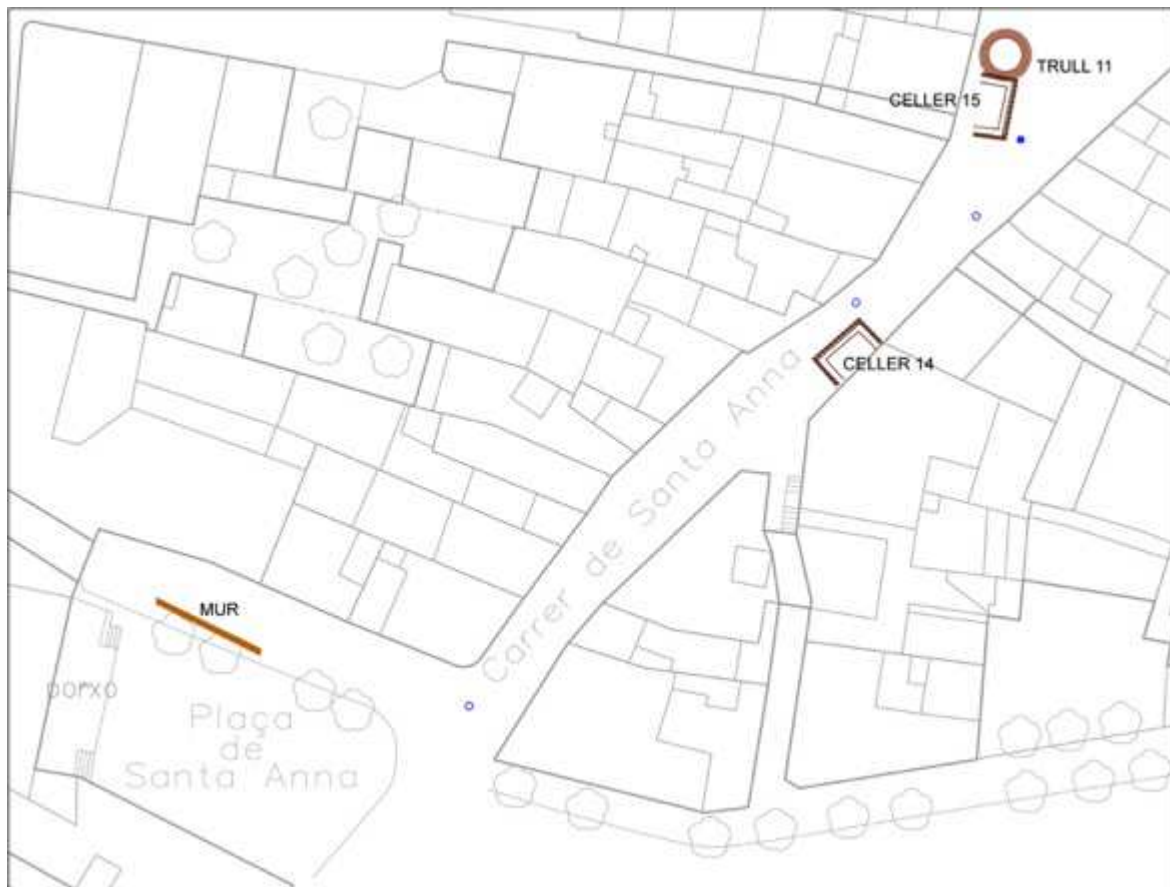 TRULL 11
CELLER 15
CELLER 14
Carrer de Santa Anna
MUR
porxo
Plaça
de
Santa Anna